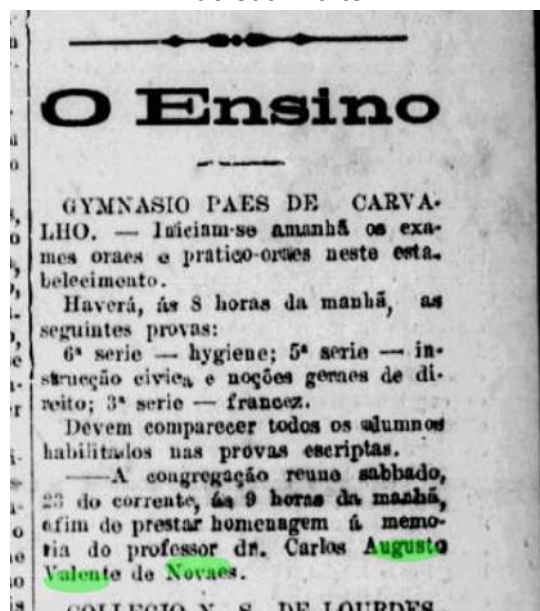 O Ensino
GYMNASIO PAES DE CARVA-
LHO. — Iniciam-se amanhã os exa-
mes oraes e pratico-oraes neste esta-
belecimento.
Haverá, ás 8 horas da manhã, as
seguintes provas:
6ª serie — hygiene; 5ª serie — in-
strucção civica e noções geraes de di-
reito; 3ª serie — francez.
Devem comparecer todos os alumnos
habilitados nas provas escriptas.
—A congregação reune sabbado,
23 do corrente, ás 9 horas da manhã,
afim de prestar homenagem á memo-
ria do professor dr. Carlos Augusto
Valente de Novaes.
COLLEGIO N. S. DE LOURDES